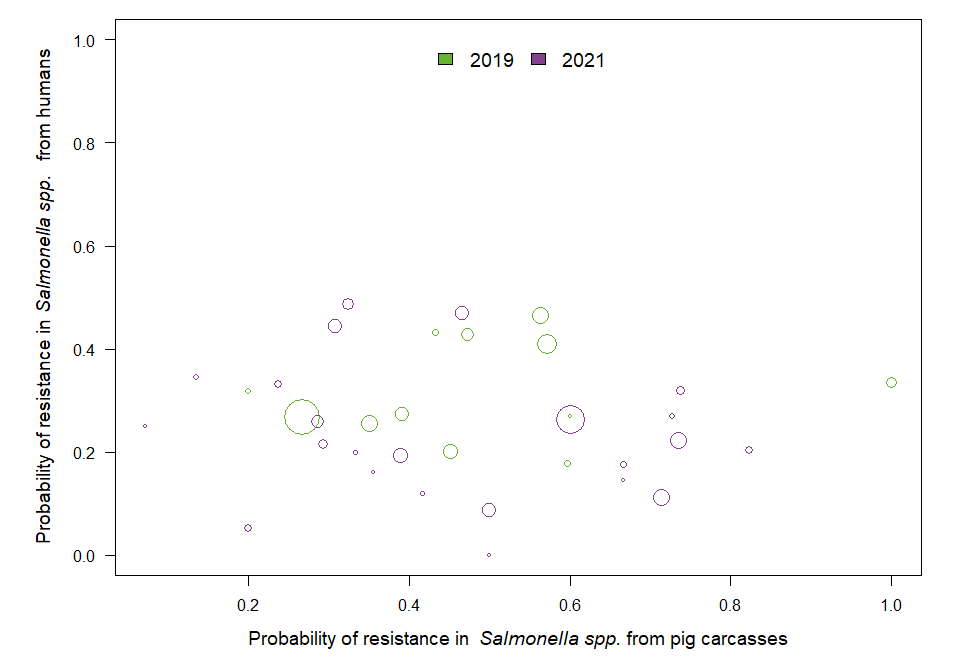 2019 2021
1.0
0.8
0.6
0.4
0.2
0.0
Probability of resistance in Salmonella spp. from humans
0.2 0.4 0.6 0.8 1.0
Probability of resistance in Salmonella spp. from pig carcasses